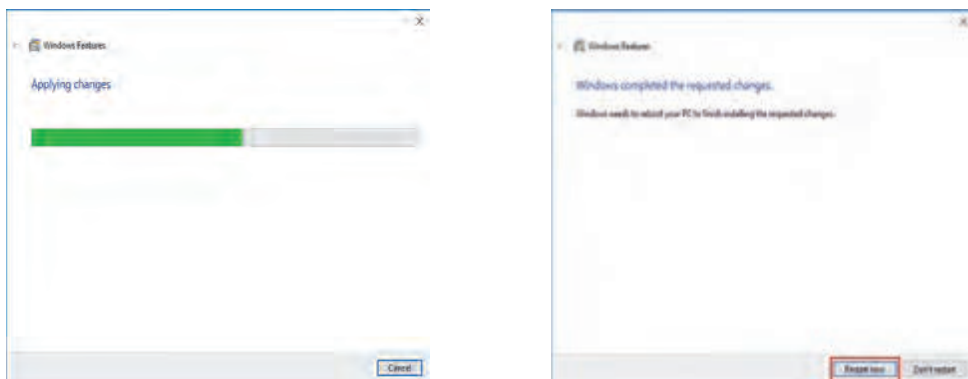 Windows Features
Applying changes
Cancel
Windows Features
Windows completed the requested changes.
Windows needs to reboot your PC to finish installing the requested changes.
Restart now
Don't restart